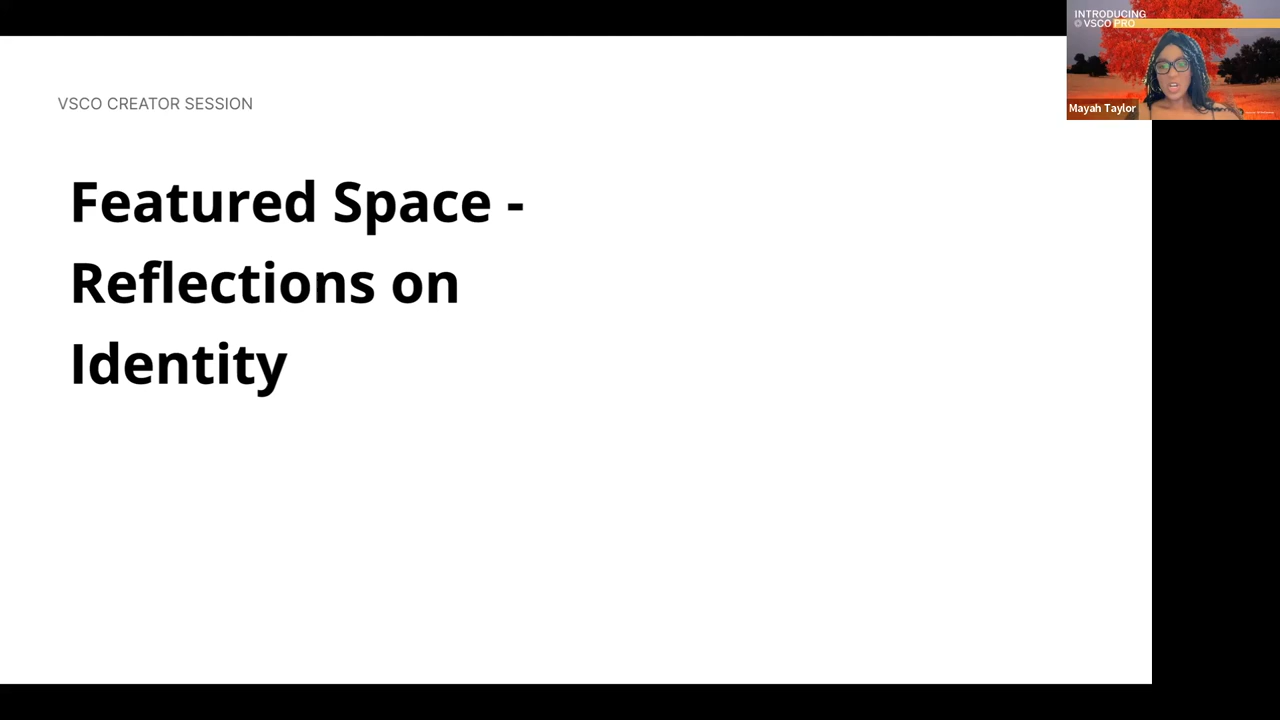 VSCO CREATOR SESSION
Featured Space -
Reflections on
Identity
INTRODUCING
VSCO PRO
Mayah Taylor